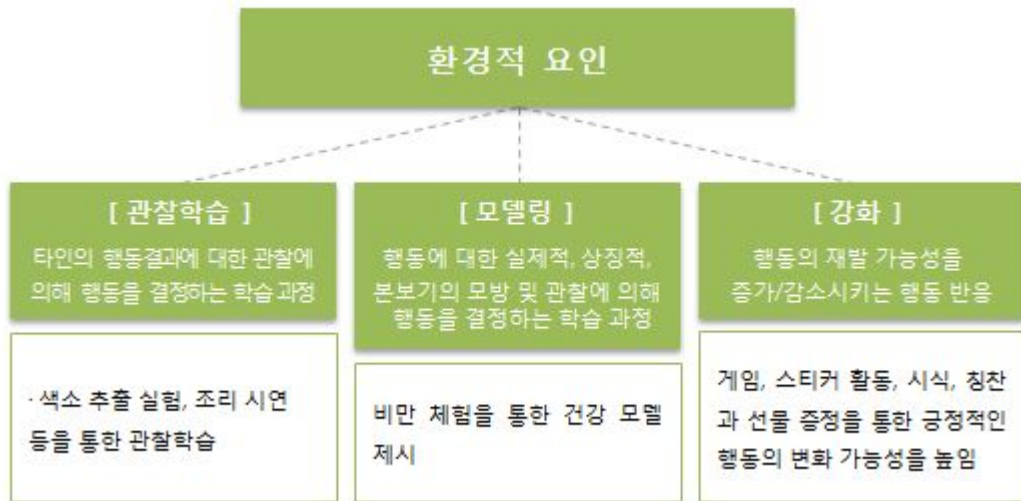 환경적 요인
[ 관찰학습 ]
타인의 행동결과에 대한 관찰에
의해 행동을 결정하는 학습 과정
· 색소 추출 실험, 조리 시연
등을 통한 관찰학습
[ 모델링 ]
행동에 대한 실제적, 상징적,
본보기의 모방 및 관찰에 의해
행동을 결정하는 학습 과정
비만 체험을 통한 건강 모델
제시
[ 강화 ]
행동의 재발 가능성을
증가/감소시키는 행동 반응
게임, 스티커 활동, 시식, 칭찬
과 선물 증정을 통한 긍정적인
행동의 변화 가능성을 높임